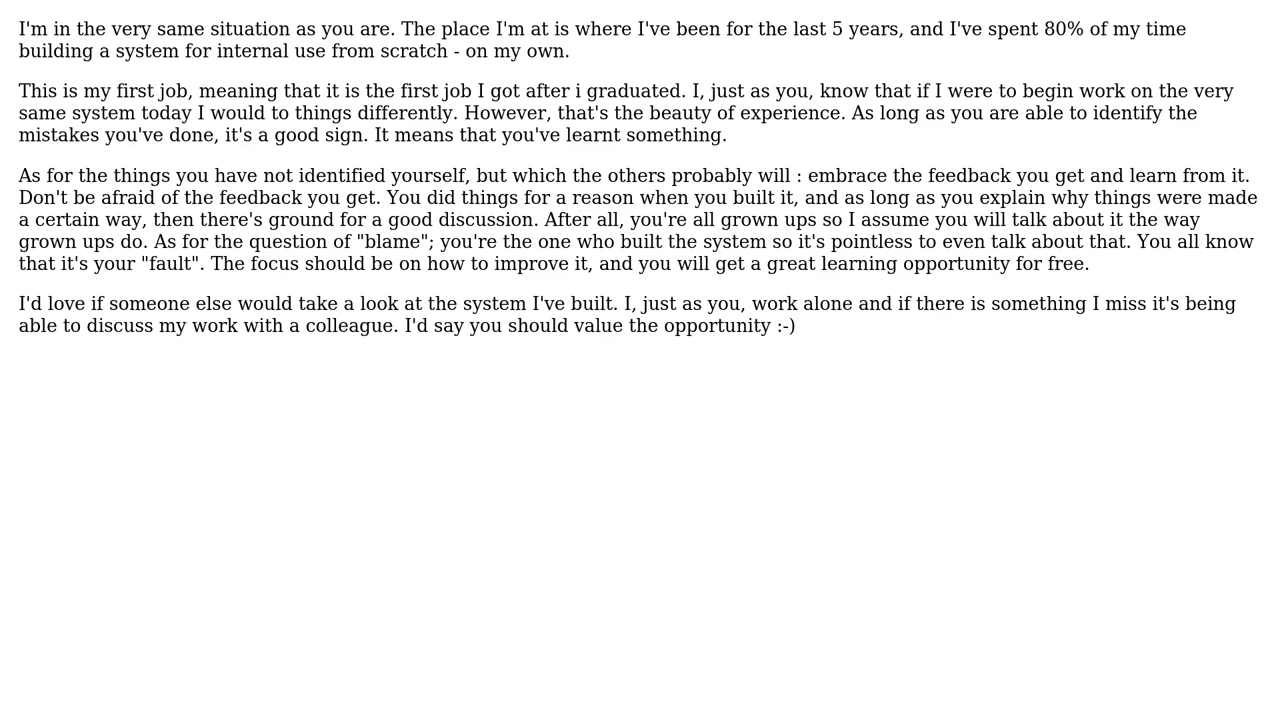 I'm in the very same situation as you are. The place I'm at is where I've been for the last 5 years, and I've spent 80% of my time
building a system for internal use from scratch - on my own.
This is my first job, meaning that it is the first job I got after i graduated. I, just as you, know that if I were to begin work on the very
same system today I would to things differently. However, that's the beauty of experience. As long as you are able to identify the
mistakes you've done, it's a good sign. It means that you've learnt something.
As for the things you have not identified yourself, but which the others probably will : embrace the feedback you get and learn from it.
Don't be afraid of the feedback you get. You did things for a reason when you built it, and as long as you explain why things were made
a certain way, then there's ground for a good discussion. After all, you're all grown ups so I assume you will talk about it the way
grown ups do. As for the question of "blame"; you're the one who built the system so it's pointless to even talk about that. You all know
that it's your "fault". The focus should be on how to improve it, and you will get a great learning opportunity for free.
I'd love if someone else would take a look at the system I've built. I, just as you, work alone and if there is something I miss it's being
able to discuss my work with a colleague. I'd say you should value the opportunity :-)